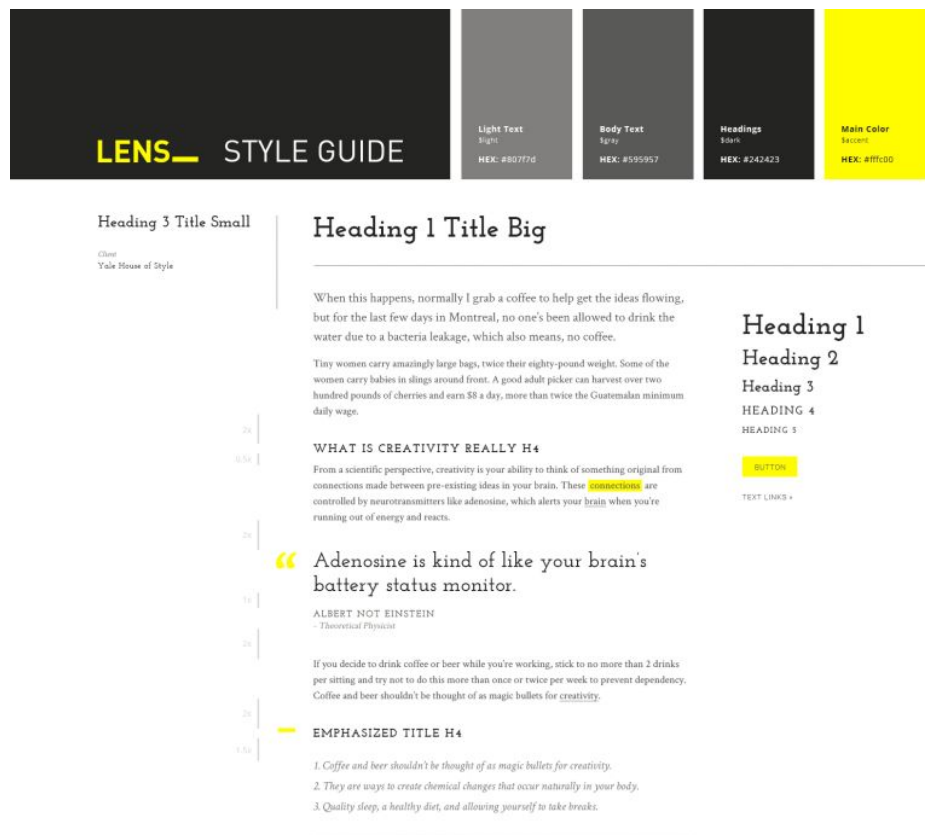 LENS_ STYLE GUIDE
Light Text
$light
HEX: #807f7d
Body Text
$gray
HEX: #595957
Headings
$dark
HEX: #242423
Main Color
$accent
HEX: #fffc00
Heading 3 Title Small
Client
Yale House of Style
Heading 1 Title Big
When this happens, normally I grab a coffee to help get the ideas flowing,
but for the last few days in Montreal, no one's been allowed to drink the
water due to a bacteria leakage, which also means, no coffee.
Tiny women carry amazingly large bags, twice their eighty-pound weight. Some of the
women carry babies in slings around front. A good adult picker can harvest over two
hundred pounds of cherries and earn $8 a day, more than twice the Guatemalan minimum
daily wage.
2x
0.5x
WHAT IS CREATIVITY REALLY H4
From a scientific perspective, creativity is your ability to think of something original from
connections made between pre-existing ideas in your brain. These connections are
controlled by neurotransmitters like adenosine, which alerts your brain when you're
running out of energy and reacts.
2x
“
Adenosine is kind of like your brain's
battery status monitor.
1x
ALBERT NOT EINSTEIN
– Theoretical Physicist
2x
If you decide to drink coffee or beer while you're working, stick to no more than 2 drinks
per sitting and try not to do this more than once or twice per week to prevent dependency.
Coffee and beer shouldn't be thought of as magic bullets for creativity.
2x
EMPHASIZED TITLE H4
1.5x
1. Coffee and beer shouldn't be thought of as magic bullets for creativity.
2. They are ways to create chemical changes that occur naturally in your body.
3. Quality sleep, a healthy diet, and allowing yourself to take breaks.
Heading 1
Heading 2
Heading 3
HEADING 4
HEADING 5
BUTTON
TEXT LINKS ›